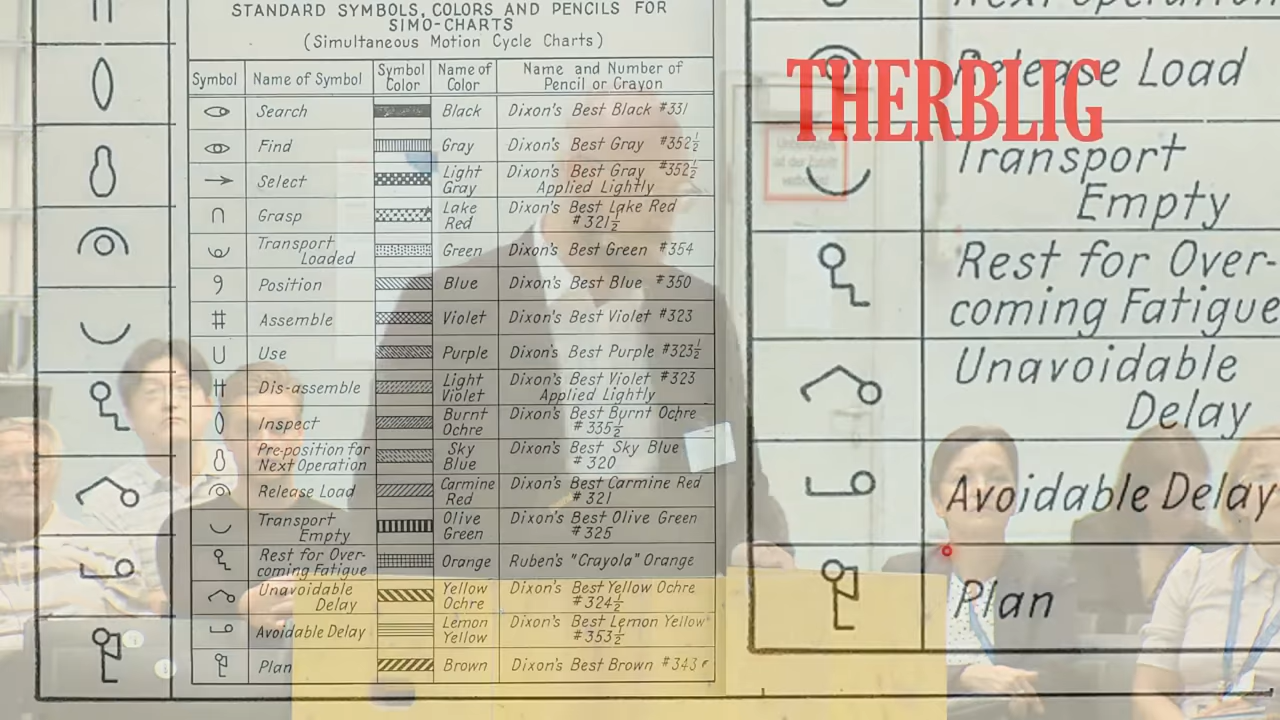 STANDARD SYMBOLS, COLORS AND PENCILS FOR
SIMO-CHARTS
(Simultaneous Motion Cycle Charts)
Symbol Name of Symbol Symbol Color Name of Color Name and Number of Pencil or Crayon
Search Black Dixon's Best Black #331
Find Gray Dixon's Best Gray #352½
Select Light Gray Dixon's Best Gray #352½ Applied Lightly
Grasp Lake Red Dixon's Best Lake Red #321½
Transport Loaded Green Dixon's Best Green #354
Position Blue Dixon's Best Blue #350
Assemble Violet Dixon's Best Violet #323
Use Purple Dixon's Best Purple #323½
Dis-assemble Light Violet Dixon's Best Violet #323 Applied Lightly
Inspect Burnt Ochre Dixon's Best Burnt Ochre #335½
Pre-position for Next Operation Sky Blue Dixon's Best Sky Blue #320
Release Load Carmine Red Dixon's Best Carmine Red #321
Transport Empty Olive Green Dixon's Best Olive Green #325
Rest for Over-coming Fatigue Orange Ruben's "Crayola" Orange
Unavoidable Delay Yellow Ochre Dixon's Best Yellow Ochre #324½
Avoidable Delay Lemon Yellow Dixon's Best Lemon Yellow #353½
Plan Brown Dixon's Best Brown #343
THERBLIG
Next Operation
Release Load
Transport
Empty
Rest for Over-
coming Fatigue
Unavoidable
Delay
Avoidable Delay
Plan